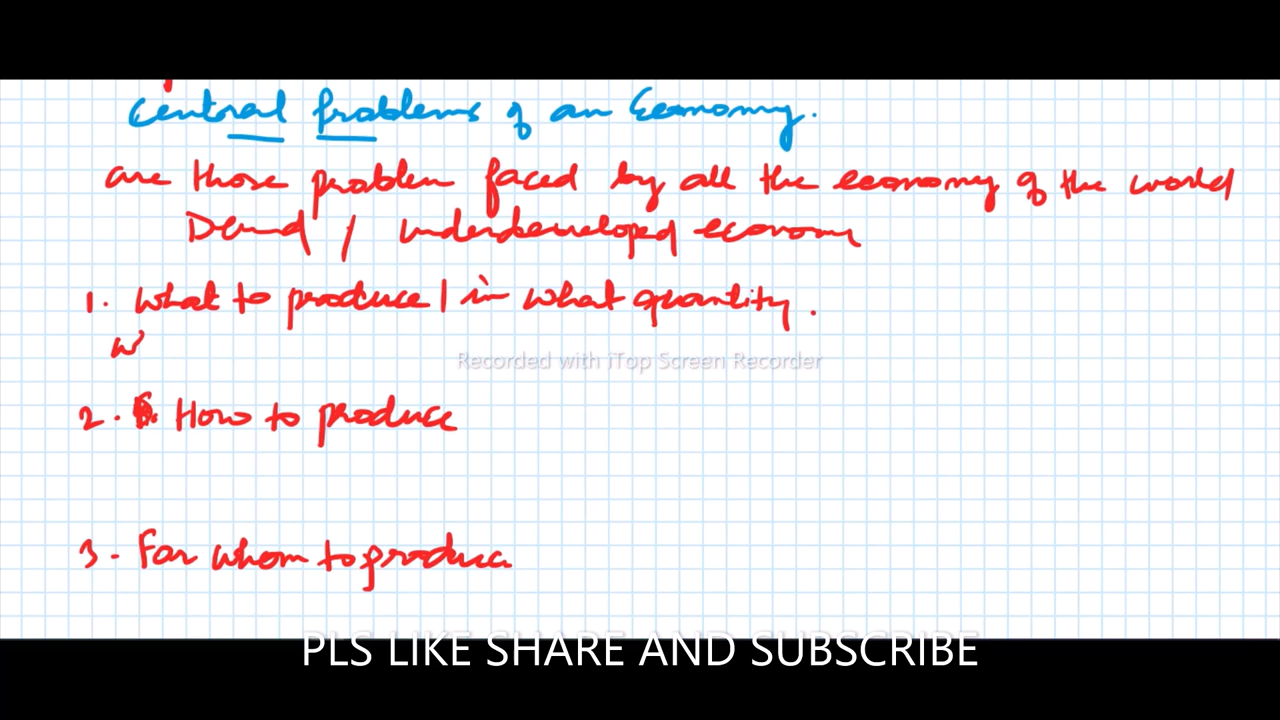 Central Problems of an Economy.
are those problem faced by all the economy of the world
/ underdeveloped economy
1. What to produce / in what quantity.
W
Recorded with iTop Screen Recorder
2. How to produce
3. For whom to produce
PLS LIKE SHARE AND SUBSCRIBE